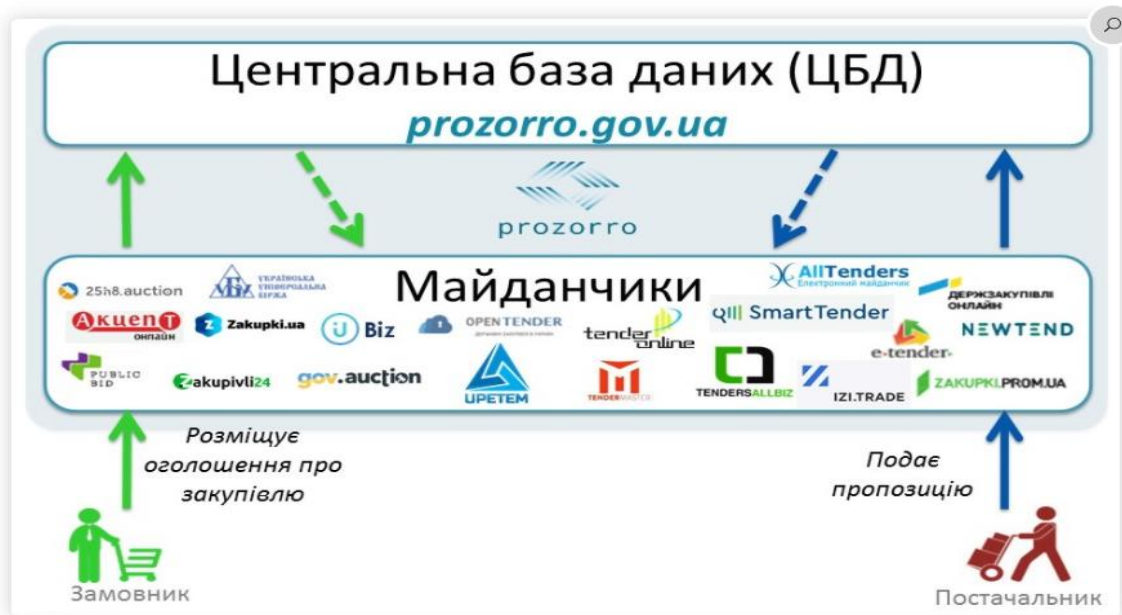 Центральна база даних (ЦБД)
prozorro.gov.ua
prozorro
Майданчики
25h8.auction
УКРАЇНСЬКА
УНІВЕРСАЛЬНА
БІРЖА
AllTenders
Електронний майданчик
ДЕРЖЗАКУПІВЛІ
ОНЛАЙН
Акцент
онлайн
Zakupki.ua
U Biz
OPENTENDER
tender
online
SmartTender
e-tender
NEWTEND
PUBLIC
BID
Zakupivli24
gov.auction
UPETEM
TENDERMASTER
TENDERSALLBIZ
IZI.TRADE
ZAKUPKI.PROM.UA
Розміщує
оголошення про
закупівлю
Подає
пропозицію
Замовник
Постачальник